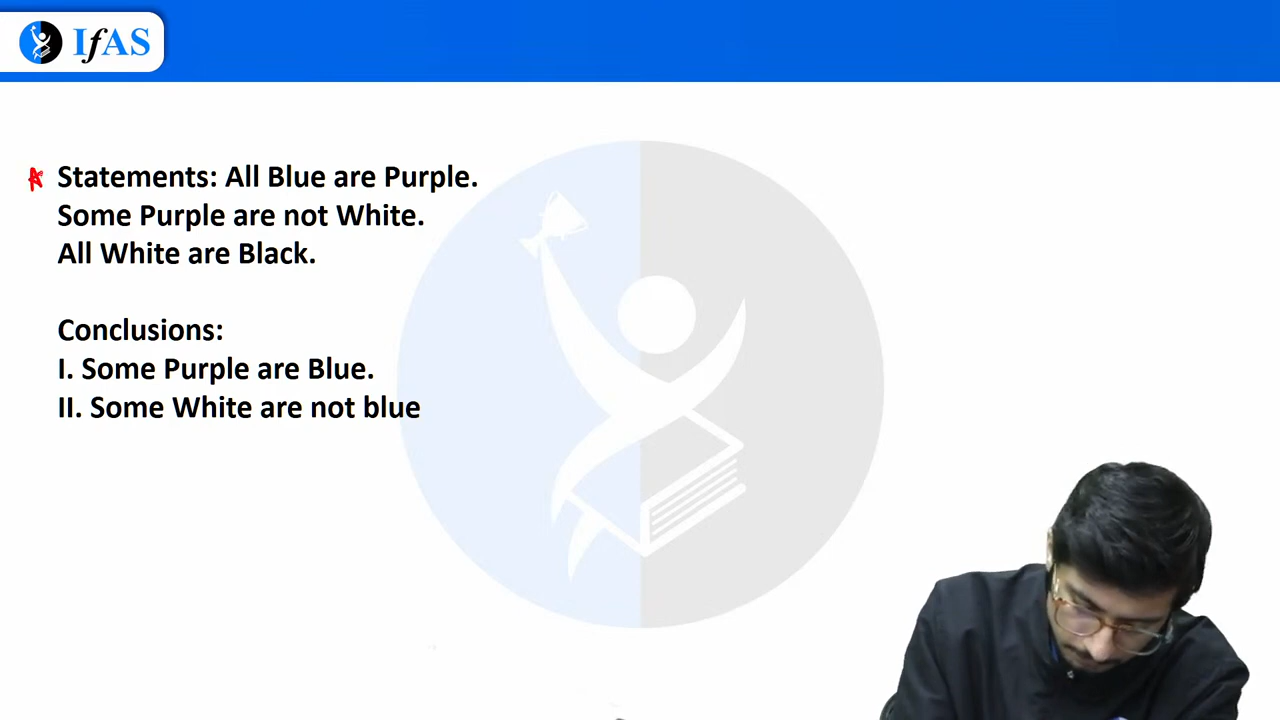 IfAS
Statements: All Blue are Purple.
Some Purple are not White.
All White are Black.
Conclusions:
I. Some Purple are Blue.
II. Some White are not blue